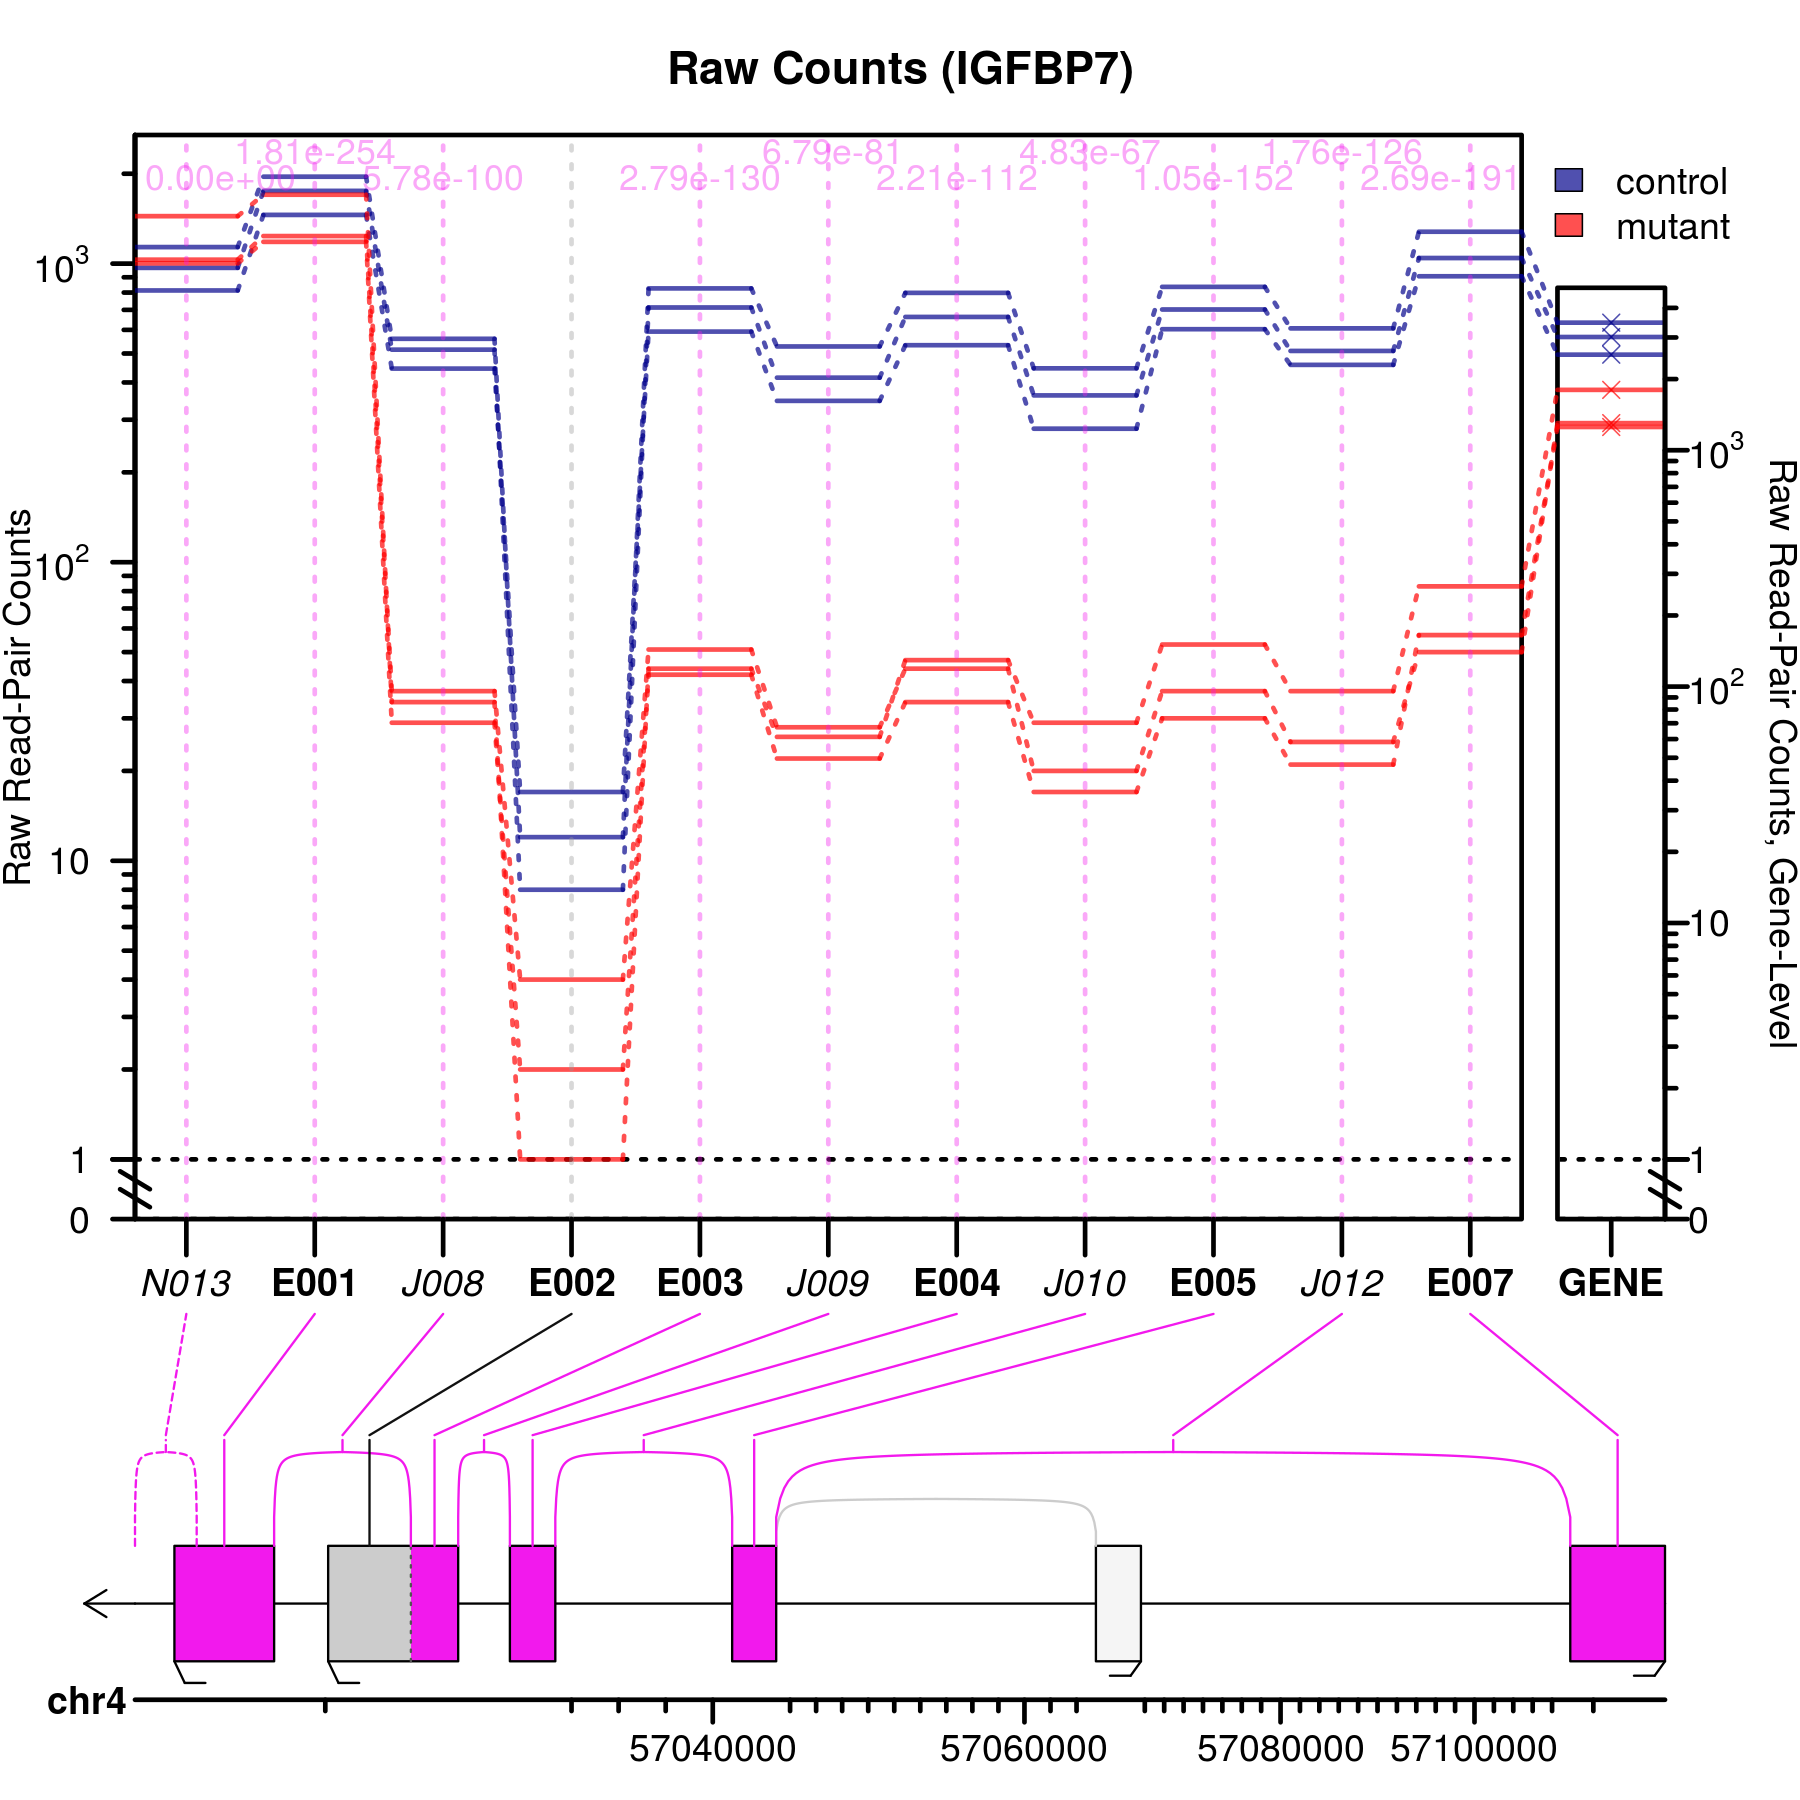 Raw Counts (IGFBP7)
1.81e-254 6.79e-81 4.83e-67 1.76e-126
0.00e+00 5.78e-100 2.79e-130 2.21e-112 1.05e-152 2.69e-191
control
mutant
Raw Read-Pair Counts
10³
10²
10
1
0
Raw Read-Pair Counts, Gene-Level
10³
10²
10
1
0
N013 E001 J008 E002 E003 J009 E004 J010 E005 J012 E007 GENE
chr4
57040000 57060000 57080000 57100000